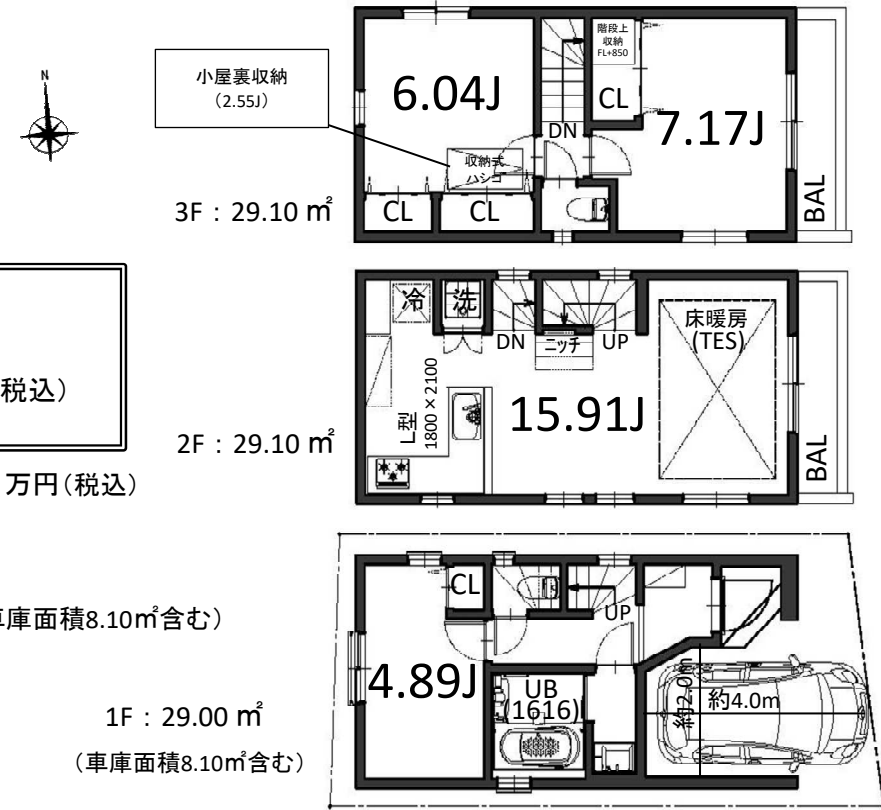 N
小屋裏収納
（2.55J）
6.04J
階段上
収納
FL+850
CL
7.17J
DN
収納式
ハシゴ
CL
CL
BAL
3F：29.10 ㎡
冷
洗
DN
ニッチ
UP
床暖房
(TES)
L型
1800×2100
15.91J
BAL
2F：29.10 ㎡
税込）
万円（税込）
車庫面積8.10㎡含む）
CL
UP
4.89J
UB
(1616)
約2.0m
約4.0m
1F：29.00 ㎡
（車庫面積8.10㎡含む）